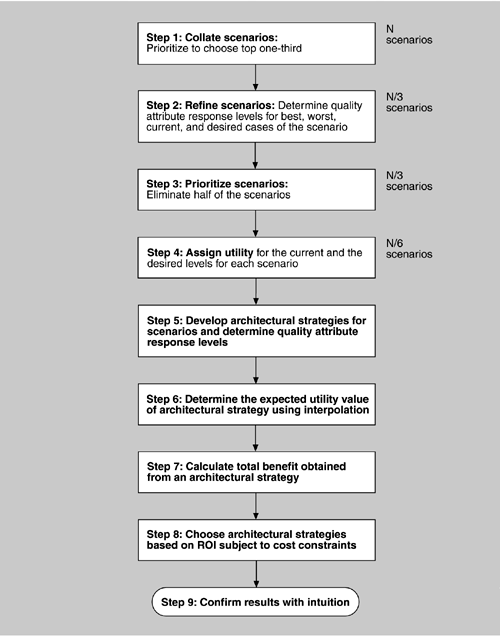 Step 1: Collate scenarios:
Prioritize to choose top one-third
N
scenarios
Step 2: Refine scenarios: Determine quality
attribute response levels for best, worst,
current, and desired cases of the scenario
N/3
scenarios
Step 3: Prioritize scenarios:
Eliminate half of the scenarios
N/3
scenarios
Step 4: Assign utility for the current and the
desired levels for each scenario
N/6
scenarios
Step 5: Develop architectural strategies for
scenarios and determine quality attribute
response levels
Step 6: Determine the expected utility value
of architectural strategy using interpolation
Step 7: Calculate total benefit obtained
from an architectural strategy
Step 8: Choose architectural strategies
based on ROI subject to cost constraints
Step 9: Confirm results with intuition